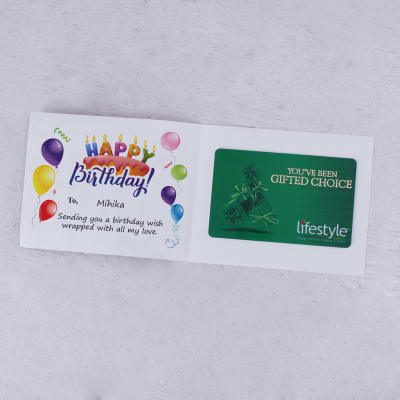 HAPPY
Birthday!
To, Mihika
Sending you a birthday wish
wrapped with all my love.
YOU'VE BEEN
GIFTED CHOICE
lifestyle